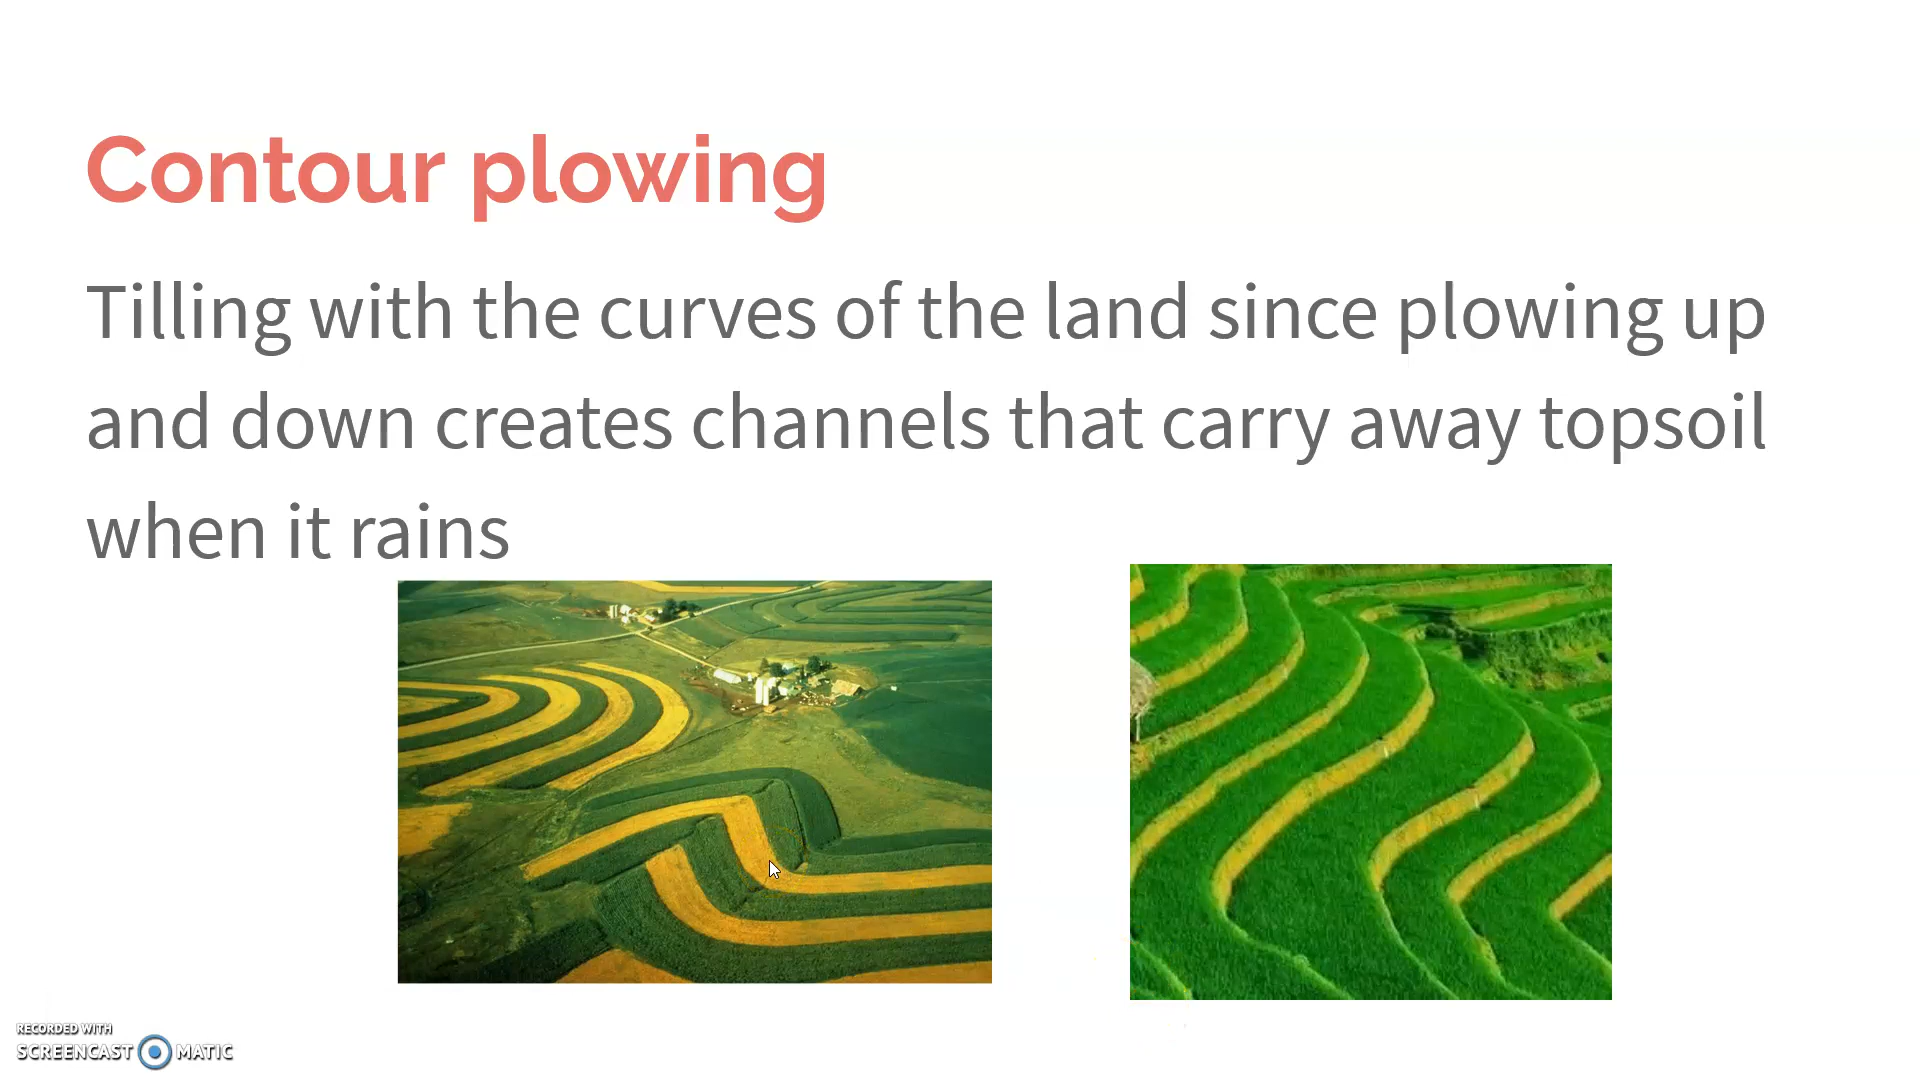 Contour plowing
Tilling with the curves of the land since plowing up
and down creates channels that carry away topsoil
when it rains
RECORDED WITH
SCREENCAST MATIC